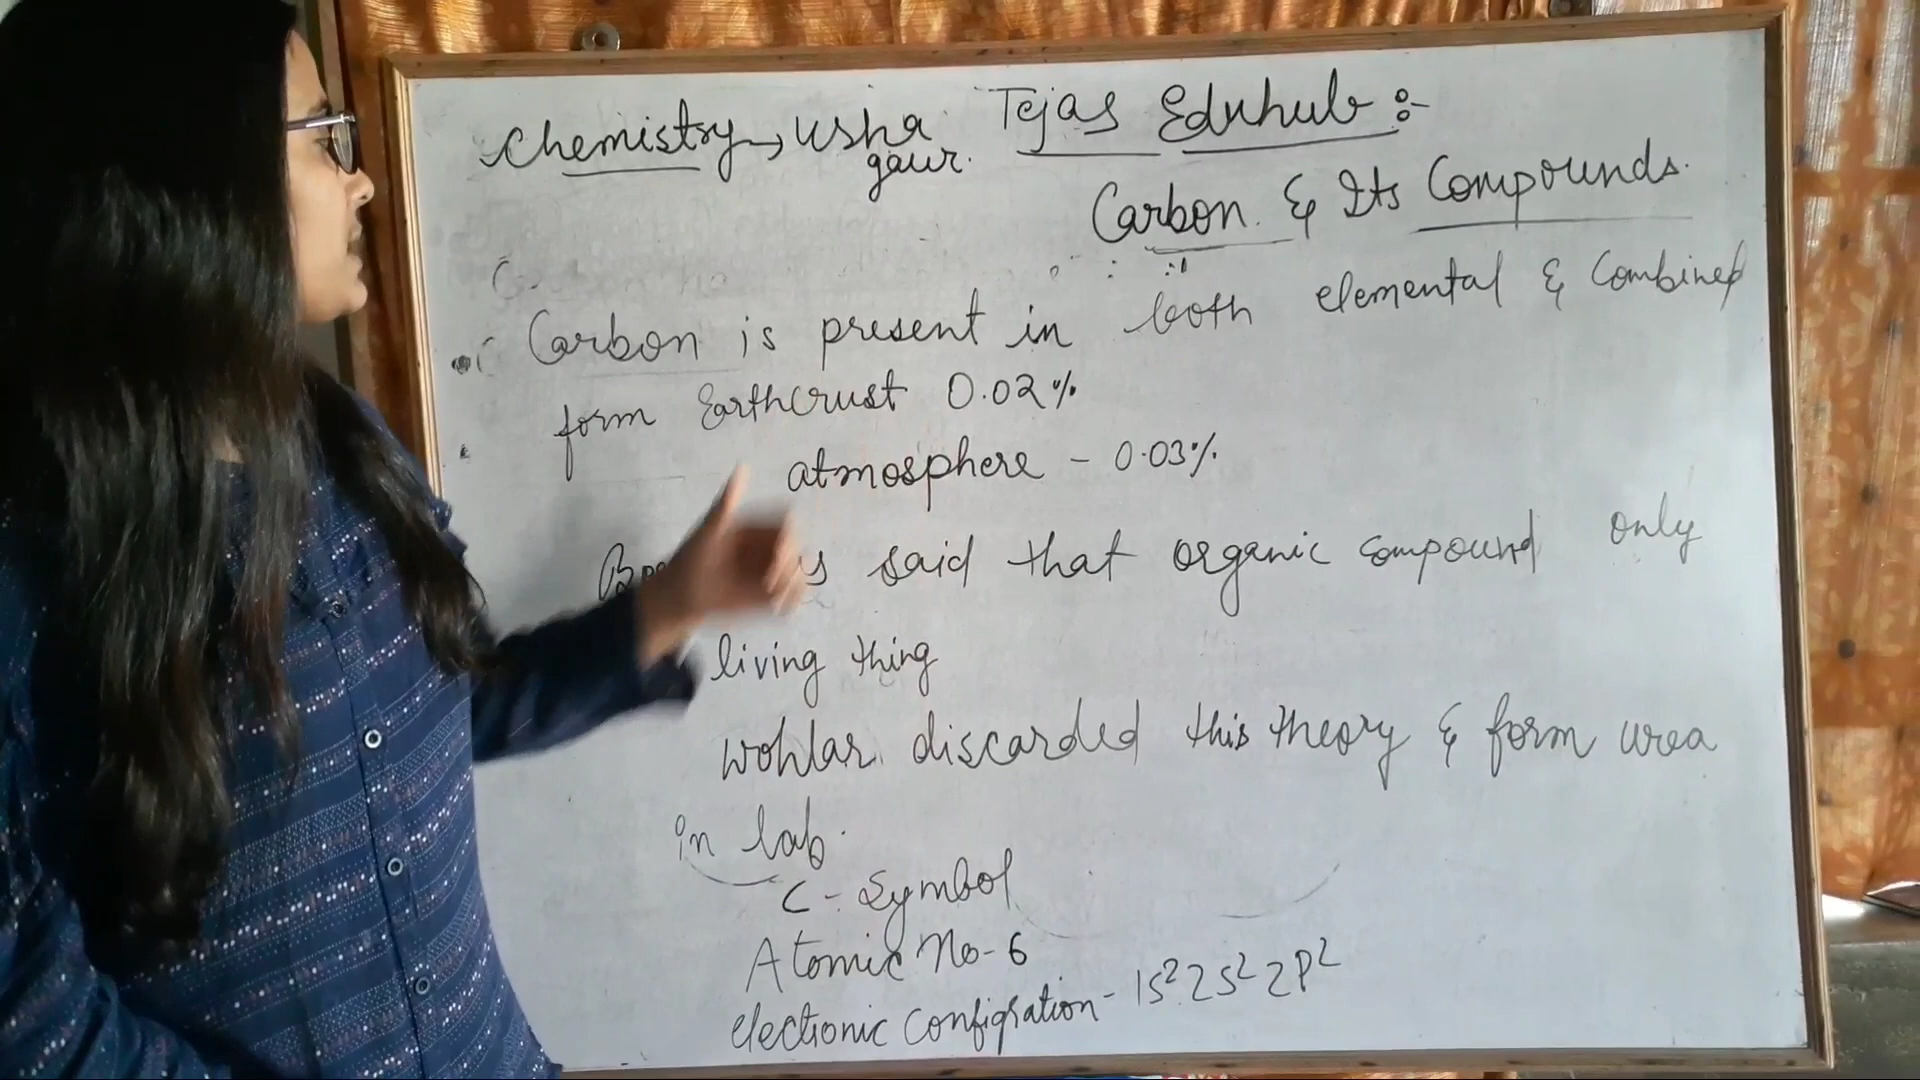 Chemistry → Usha gaur.
Tejas Eduhub :-
Carbon & Its Compounds.
Carbon is present in both elemental & Combined
form Earthcrust 0.02%
atmosphere - 0.03%
said that organic compound only
living thing
wohlar discarded this theory & form urea
in lab.
C - Symbol
Atomic No - 6
electronic configration - 1s² 2s² 2p²